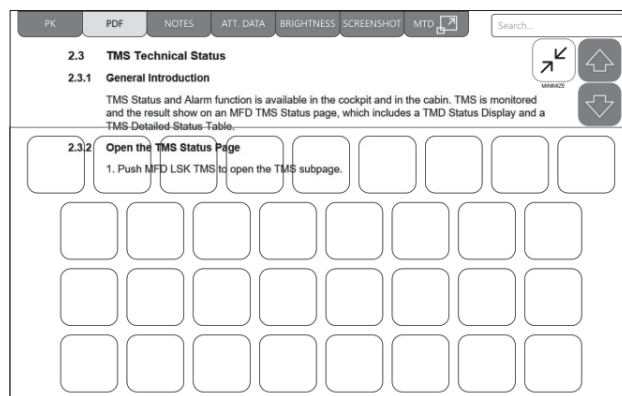 PK PDF NOTES ATT. DATA BRIGHTNESS SCREENSHOT MTD Search...
2.3 TMS Technical Status
2.3.1 General Introduction
MINIMIZE
TMS Status and Alarm function is available in the cockpit and in the cabin. TMS is monitored
and the result show on an MFD TMS Status page, which includes a TMD Status Display and a
TMS Detailed Status Table.
2.3.2 Open the TMS Status Page
1. Push MFD LSK TMS to open the TMS subpage.